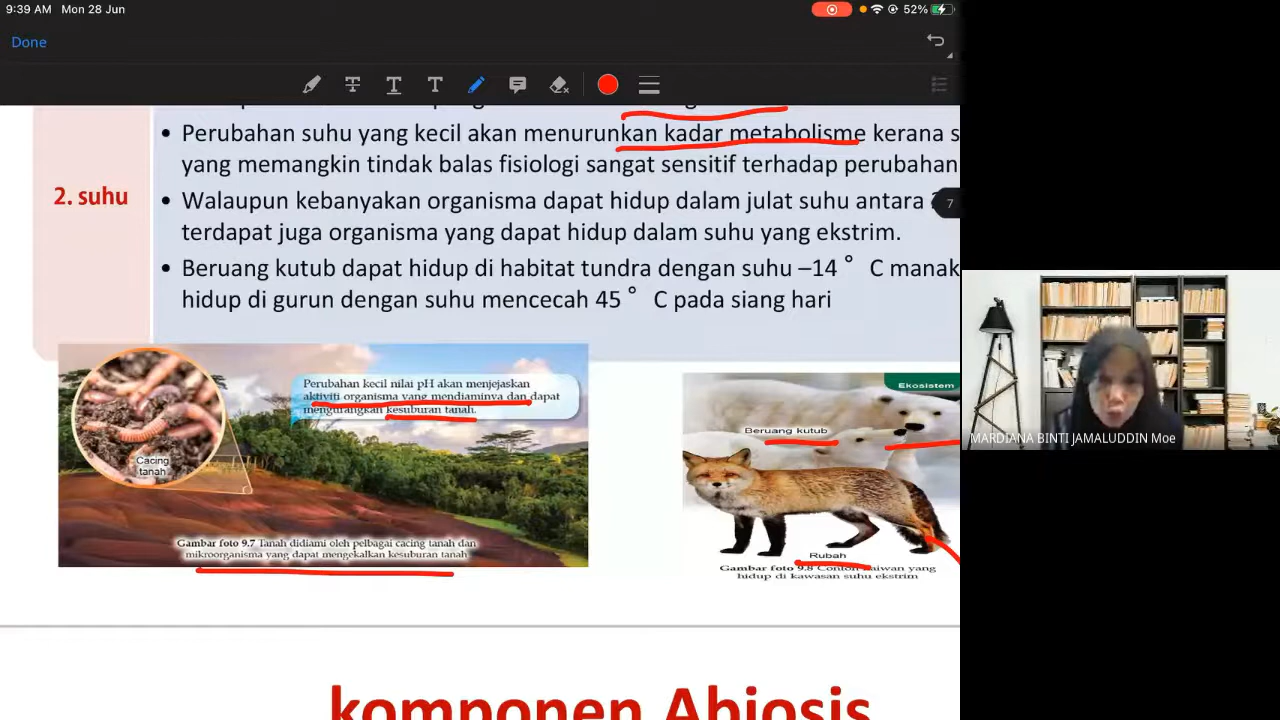 9:39 AM Mon 28 Jun
52%
Done
Perubahan suhu yang kecil akan menurunkan kadar metabolisme kerana s
yang memangkin tindak balas fisiologi sangat sensitif terhadap perubahan
2. suhu
Walaupun kebanyakan organisma dapat hidup dalam julat suhu antara
7
terdapat juga organisma yang dapat hidup dalam suhu yang ekstrim.
Beruang kutub dapat hidup di habitat tundra dengan suhu –14 ° C manak
hidup di gurun dengan suhu mencecah 45 ° C pada siang hari
Perubahan kecil nilai pH akan menjejaskan
aktiviti organisma yang mendiaminya dan dapat
mengurangkan kesuburan tanah.
Cacing
tanah
Gambar foto 9.7 Tanah didiami oleh pelbagai cacing tanah dan
mikroorganisma yang dapat mengekalkan kesuburan tanah
Ekosistem
Beruang kutub
Rubah
Gambar foto 9.8 Contoh haiwan yang
hidup di kawasan suhu ekstrim
MARDIANA BINTI JAMALUDDIN Moe
komponen Abiosis